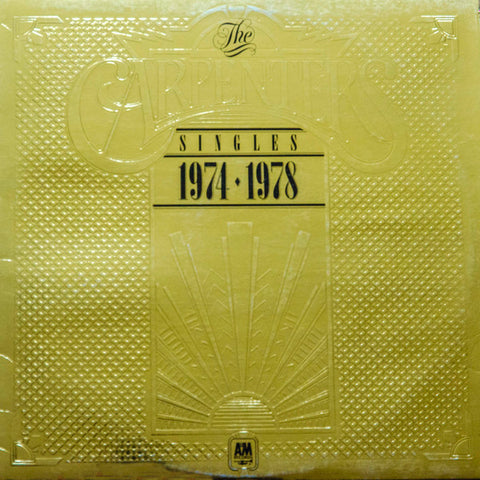 The
CARPENTERS
SINGLES
1974 • 1978
A&M